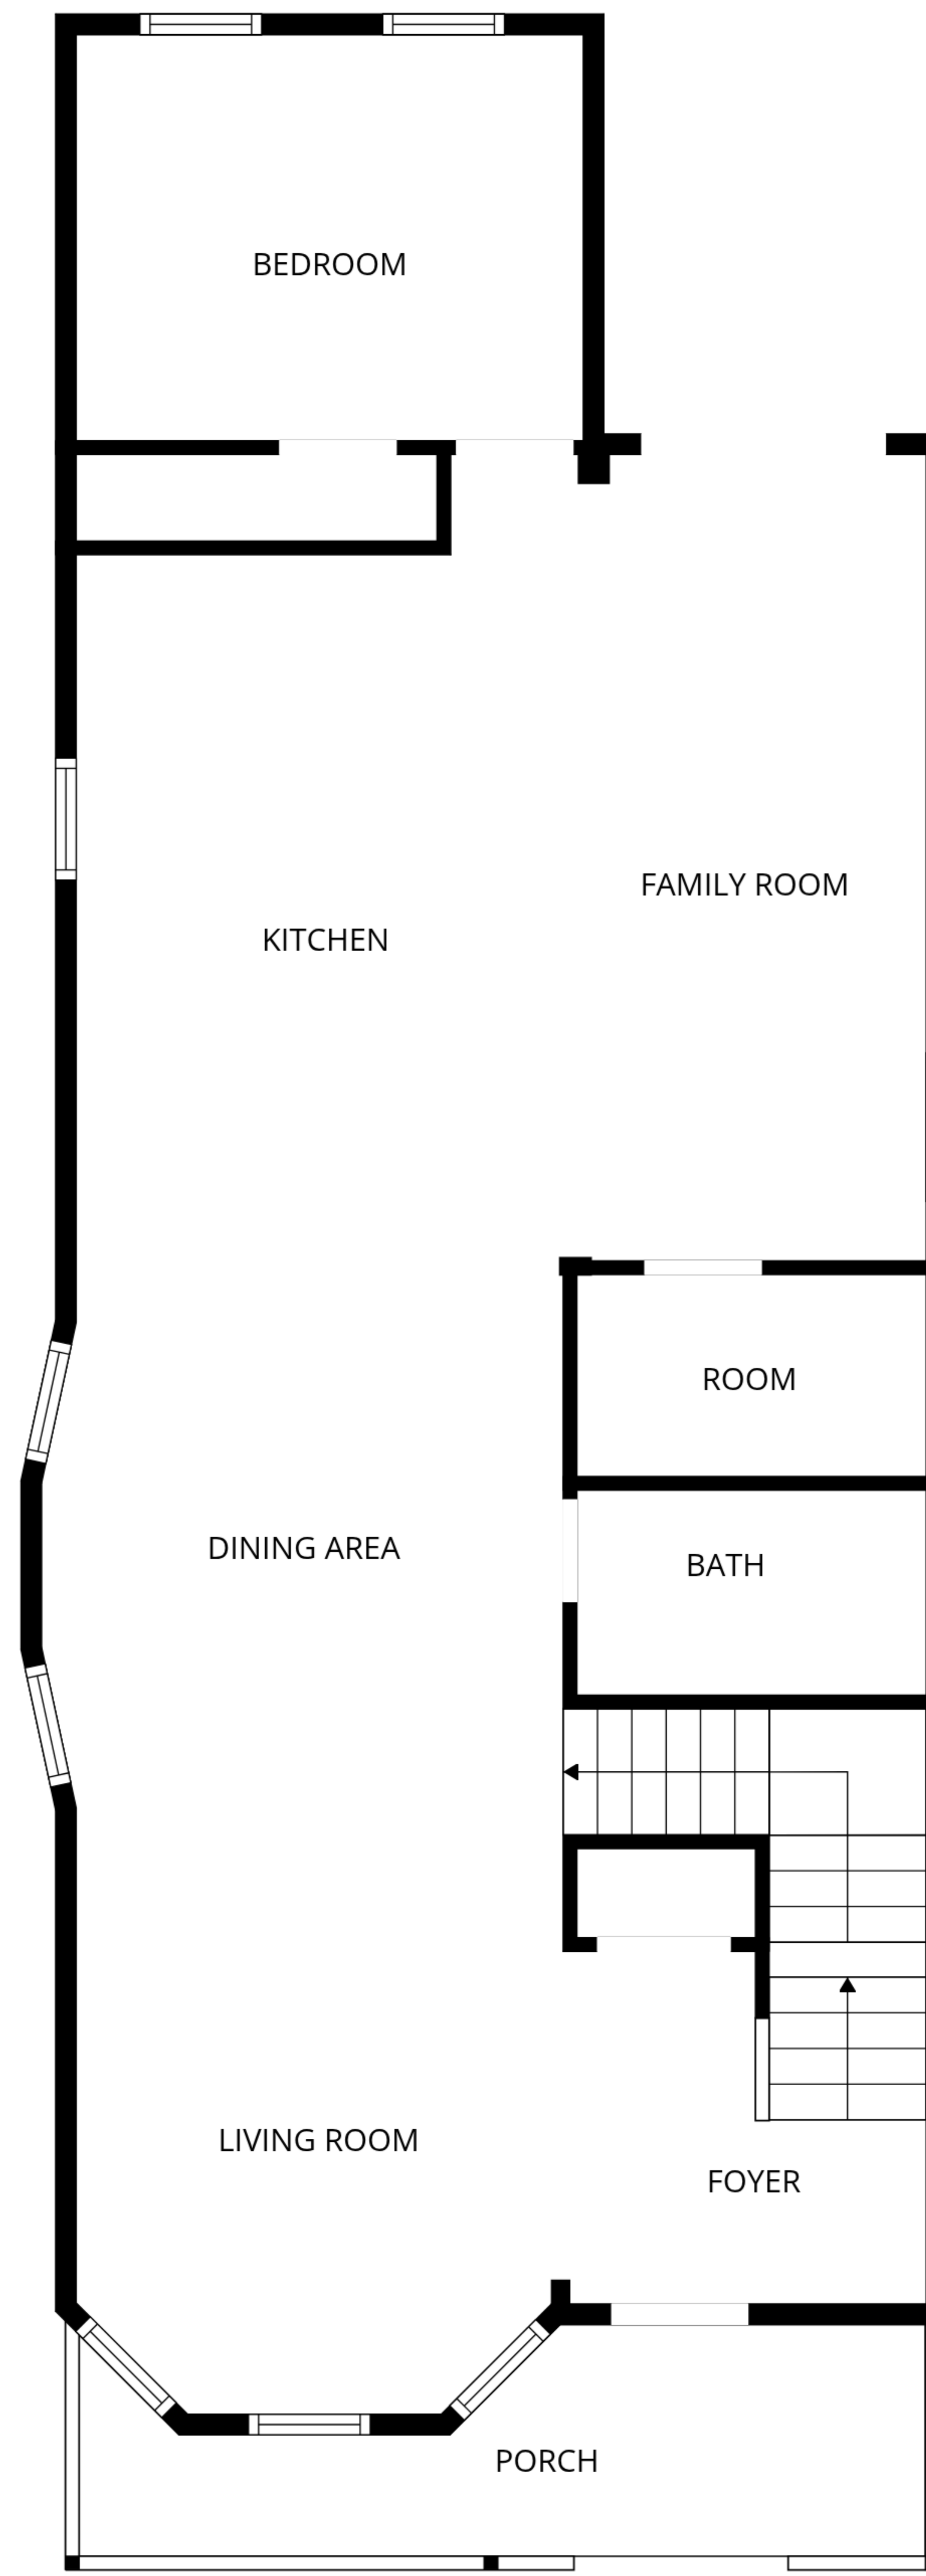 BEDROOM
FAMILY ROOM
KITCHEN
ROOM
DINING AREA
BATH
LIVING ROOM
FOYER
PORCH